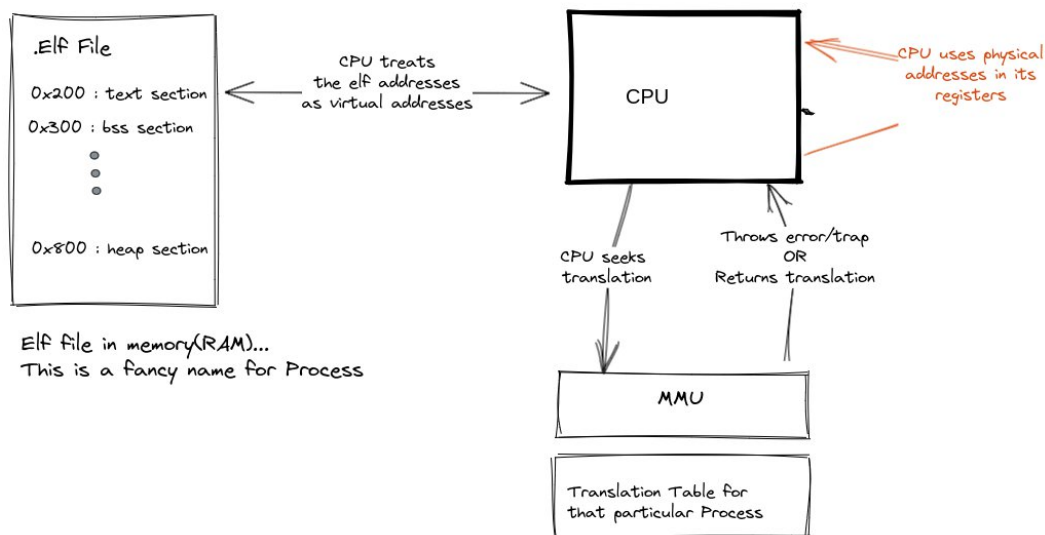 .Elf File
0x200 : text section
0x300 : bss section
0x800 : heap section
Elf file in memory(RAM)...
This is a fancy name for Process
CPU treats
the elf addresses
as virtual addresses
CPU
CPU uses physical
addresses in its
registers
CPU seeks
translation
Throws error/trap
OR
Returns translation
MMU
Translation Table for
that particular Process